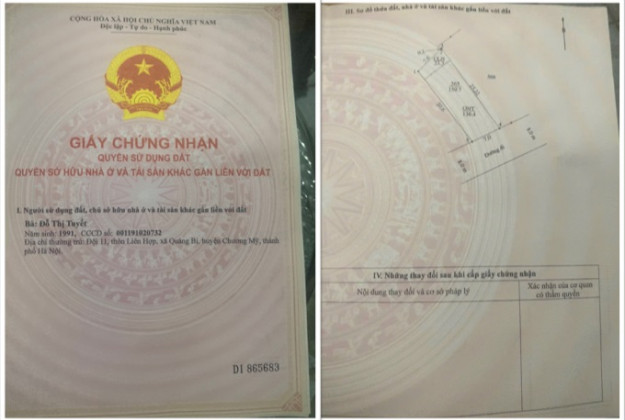 CỘNG HÒA XÃ HỘI CHỦ NGHĨA VIỆT NAM
Độc lập - Tự do - Hạnh phúc
GIẤY CHỨNG NHẬN
QUYỀN SỬ DỤNG ĐẤT
QUYỀN SỞ HỮU NHÀ Ở VÀ TÀI SẢN KHÁC GẮN LIỀN VỚI ĐẤT
I. Người sử dụng đất, chủ sở hữu nhà ở và tài sản khác gắn liền với đất
Bà: Đỗ Thị Tuyết
Năm sinh: 1991, CCCD số: 001191020732
Địa chỉ thường trú: Đội 11, thôn Liên Hợp, xã Quảng Bị, huyện Chương Mỹ, thành
phố Hà Nội.
DI 865683
III. Sơ đồ thửa đất, nhà ở và tài sản khác gắn liền với đất
Đường đi
IV. Những thay đổi sau khi cấp giấy chứng nhận
Nội dung thay đổi và cơ sở pháp lý
Xác nhận của cơ quan
có thẩm quyền